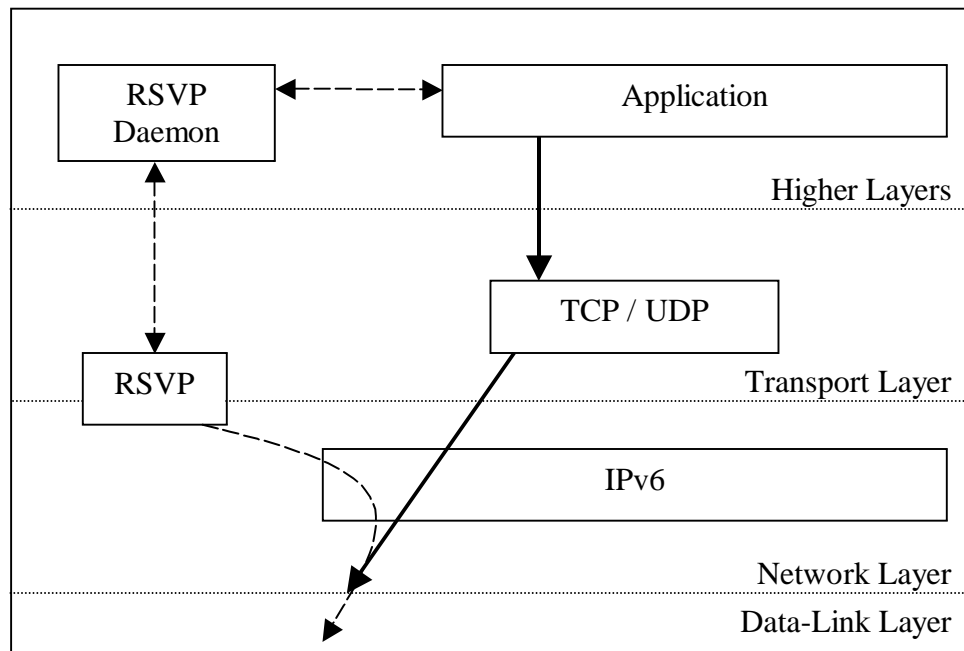 RSVP
Daemon
Application
Higher Layers
TCP / UDP
RSVP
Transport Layer
IPv6
Network Layer
Data-Link Layer